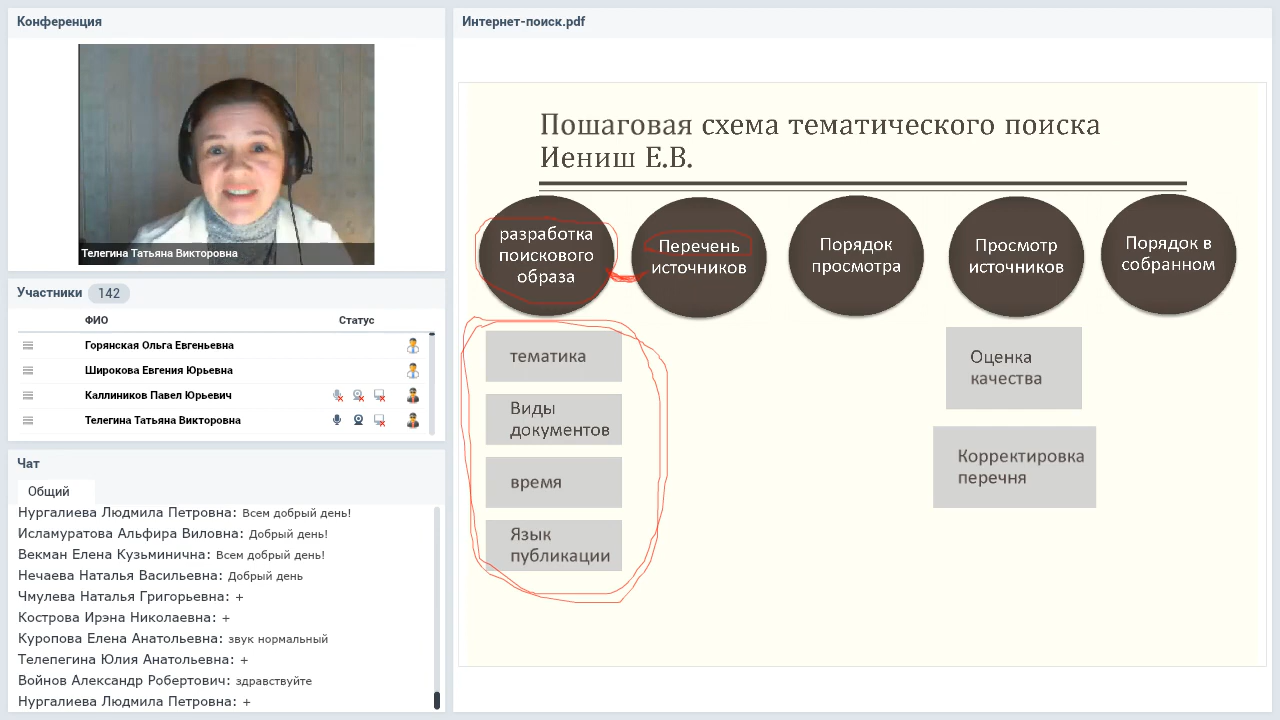 Конференция
Телегина Татьяна Викторовна
Участники 142
ФИО Статус
Горянская Ольга Евгеньевна
Широкова Евгения Юрьевна
Каллиников Павел Юрьевич
Телегина Татьяна Викторовна
Чат
Общий
Нургалиева Людмила Петровна: Всем добрый день!
Исламуратова Альфира Виловна: Добрый день!
Векман Елена Кузьминична: Всем добрый день!
Нечаева Наталья Васильевна: Добрый день
Чмулева Наталья Григорьевна: +
Кострова Ирэна Николаевна: +
Куропова Елена Анатольевна: звук нормальный
Телепегина Юлия Анатольевна: +
Войнов Александр Робертович: здравствуйте
Нургалиева Людмила Петровна: +
Интернет-поиск.pdf
Пошаговая схема тематического поиска
Иениш Е.В.
разработка
поискового
образа
Перечень
источников
Порядок
просмотра
Просмотр
источников
Порядок в
собранном
тематика
Виды
документов
время
Язык
публикации
Оценка
качества
Корректировка
перечня